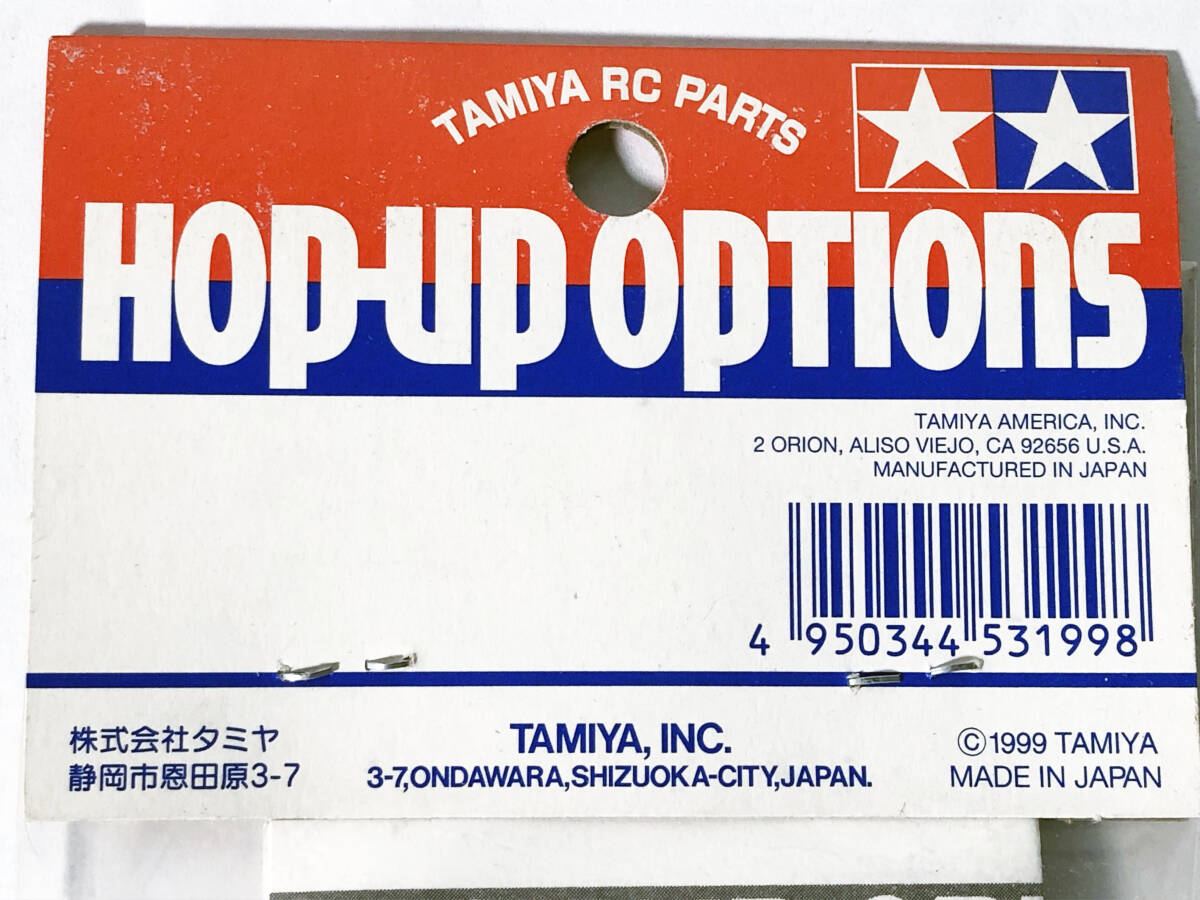 TAMIYA RC PARTS
HOP-UP OPTIONS
TAMIYA AMERICA, INC.
2 ORION, ALISO VIEJO, CA 92656 U.S.A.
MANUFACTURED IN JAPAN
4 950344 531998
株式会社タミヤ
静岡市恩田原3-7
TAMIYA, INC.
3-7,ONDAWARA,SHIZUOKA-CITY,JAPAN.
©1999 TAMIYA
MADE IN JAPAN